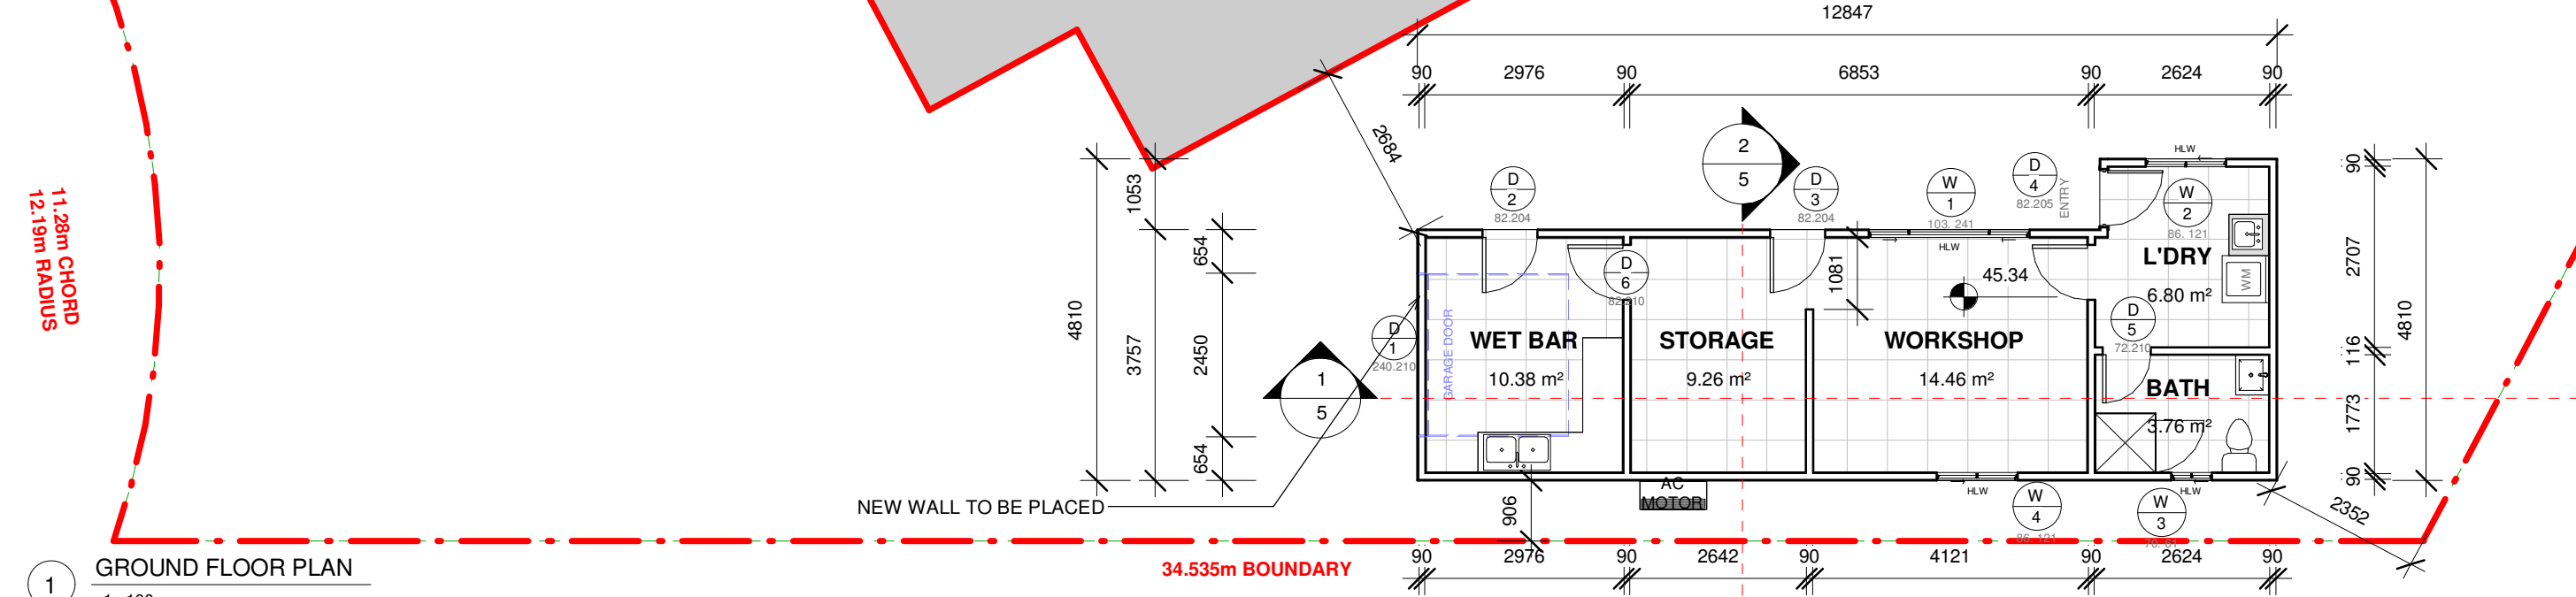 12847
90 2976 90 6853 90 2624 90
2684
11.28m CHORD
12.19m RADIUS
4810
1053
3757
654
2450
654
D
2
82.204
2
5
D
3
82.204
W
1
103. 241
HLW
D
4
82.205
ENTRY
HLW
W
2
86. 121
L'DRY
6.80 m²
WM
D
6
82.210
1081
45.34
D
5
72.210
D
1
240.210
GARAGE DOOR
WET BAR
10.38 m²
STORAGE
9.26 m²
WORKSHOP
14.46 m²
BATH
3.76 m²
1
5
90
2707
116
1773
90
4810
2352
NEW WALL TO BE PLACED
906
AC
MOTOR
HLW
W
4
86. 121
HLW
W
3
90 2976 90 2642 90 4121 90 2624 90
34.535m BOUNDARY
1
GROUND FLOOR PLAN